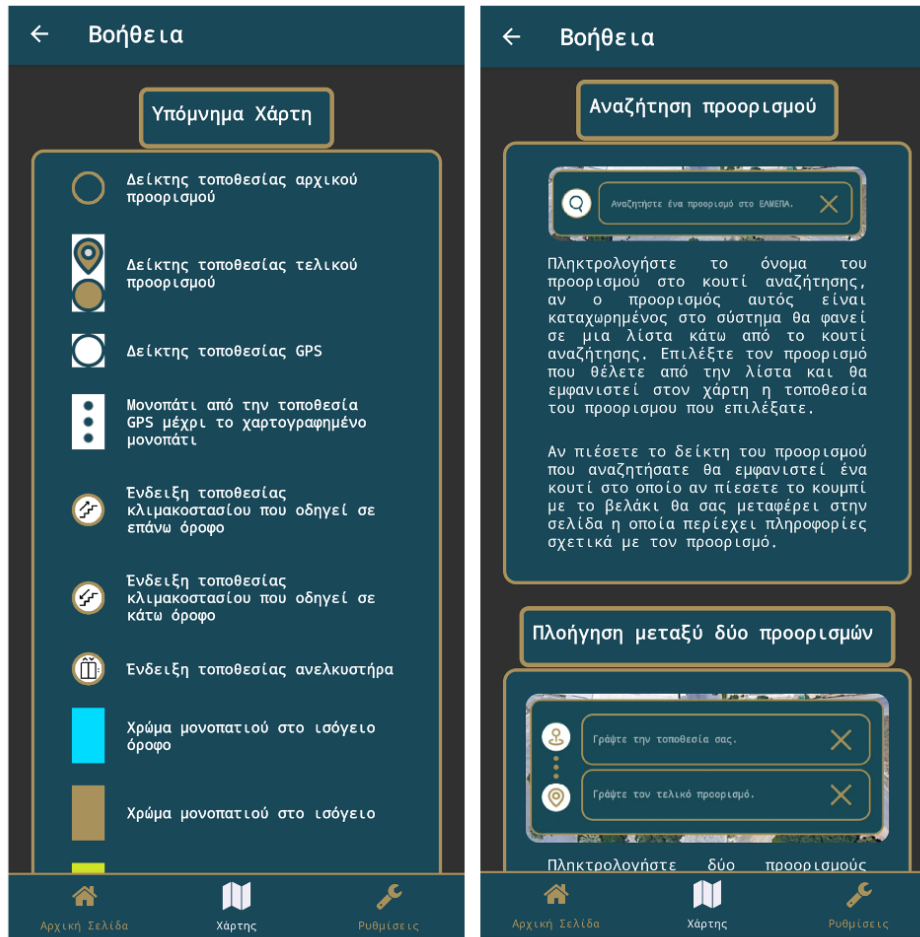 Βοήθεια
Υπόμνημα Χάρτη
Δείκτης τοποθεσίας αρχικού
προορισμού
Δείκτης τοποθεσίας τελικού
προορισμού
Δείκτης τοποθεσίας GPS
Μονοπάτι από την τοποθεσία
GPS μέχρι το χαρτογραφημένο
μονοπάτι
Ένδειξη τοποθεσίας
κλιμακοστασίου που οδηγεί σε
επάνω όροφο
Ένδειξη τοποθεσίας
κλιμακοστασίου που οδηγεί σε
κάτω όροφο
Ένδειξη τοποθεσίας ανελκυστήρα
Χρώμα μονοπατιού στο ισόγειο
όροφο
Χρώμα μονοπατιού στο ισόγειο
Αρχική Σελίδα
Χάρτης
Ρυθμίσεις
Βοήθεια
Αναζήτηση προορισμού
Αναζητήστε ένα προορισμό στο ΕΛΜΕΠΑ.
Πληκτρολογήστε το όνομα του
προορισμού στο κουτί αναζήτησης,
αν ο προορισμός αυτός είναι
καταχωρημένος στο σύστημα θα φανεί
σε μια λίστα κάτω από το κουτί
αναζήτησης. Επιλέξτε τον προορισμό
που θέλετε από την λίστα και θα
εμφανιστεί στον χάρτη η τοποθεσία
του προορισμου που επιλέξατε.
Αν πιέσετε το δείκτη του προορισμού
που αναζητήσατε θα εμφανιστεί ένα
κουτί στο οποίο αν πίεσετε το κουμπί
με το βελάκι θα σας μεταφέρει στην
σελίδα η οποία περίεχει πληροφορίες
σχετικά με τον προορισμό.
Πλοήγηση μεταξύ δύο προορισμών
Γράψτε την τοποθεσία σας.
Γράψτε τον τελικό προορισμό.
Πληκτρολογήστε δύο προορισμούς
Αρχική Σελίδα
Χάρτης
Ρυθμίσεις